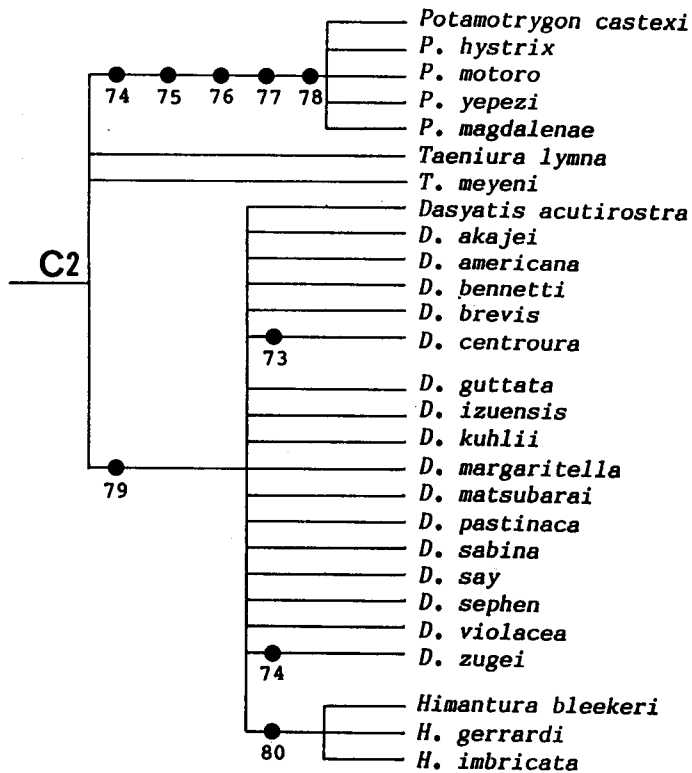 Potamotrygon castexi
P. hystrix
P. motoro
74 75 76 77 78
P. yepezi
P. magdalenae
Taeniura lymna
T. meyeni
Dasyatis acutirostra
D. akajei
C2
D. americana
D. bennetti
D. brevis
D. centroura
73
D. guttata
D. izuensis
D. kuhlii
D. margaritella
79
D. matsubarai
D. pastinaca
D. sabina
D. say
D. sephen
D. violacea
D. zugei
74
Himantura bleekeri
H. gerrardi
80
H. imbricata